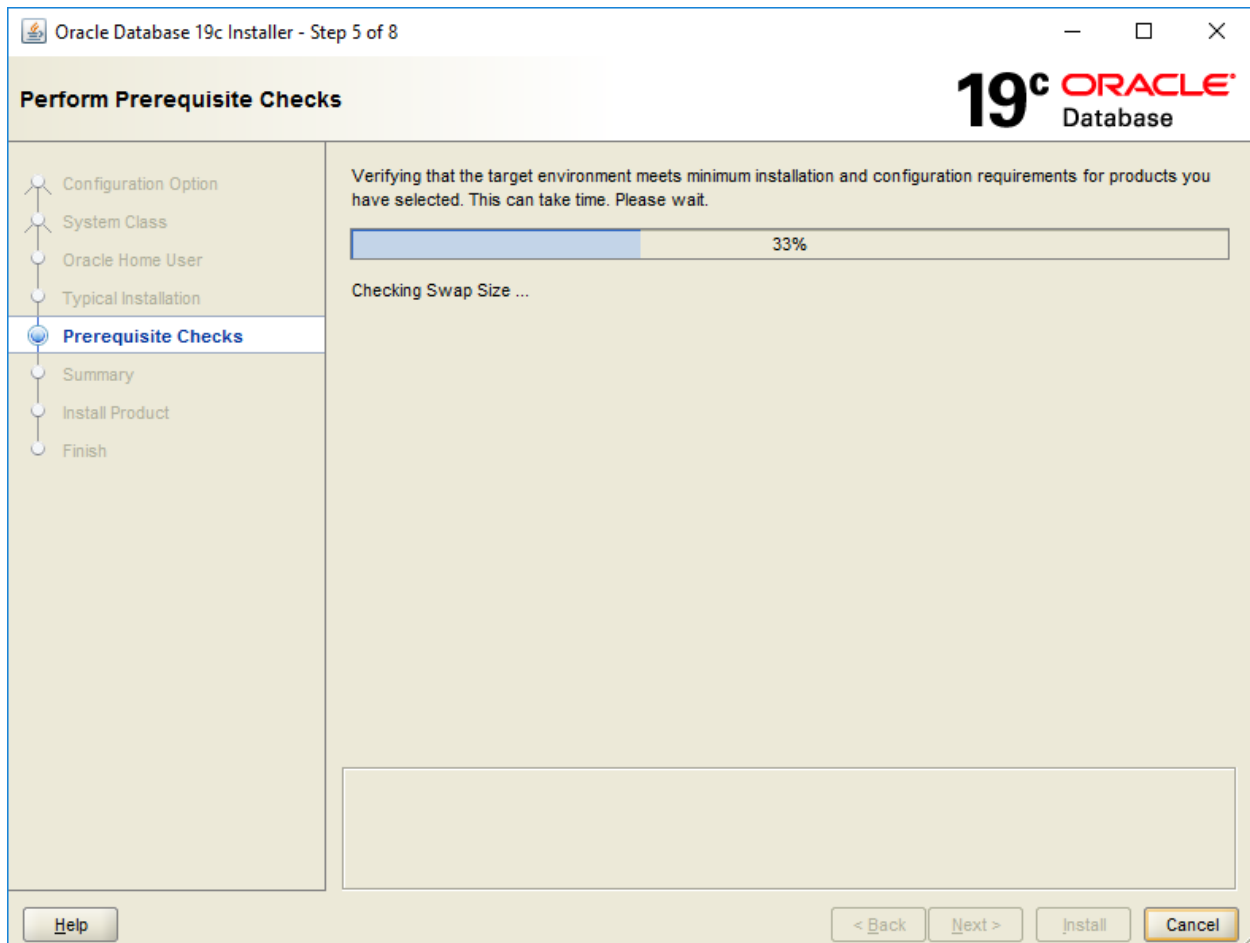 Oracle Database 19c Installer - Step 5 of 8
Perform Prerequisite Checks
19c ORACLE
Database
Configuration Option
System Class
Oracle Home User
Typical Installation
Prerequisite Checks
Summary
Install Product
Finish
Verifying that the target environment meets minimum installation and configuration requirements for products you
have selected. This can take time. Please wait.
33%
Checking Swap Size ...
Help
< Back
Next >
Install
Cancel